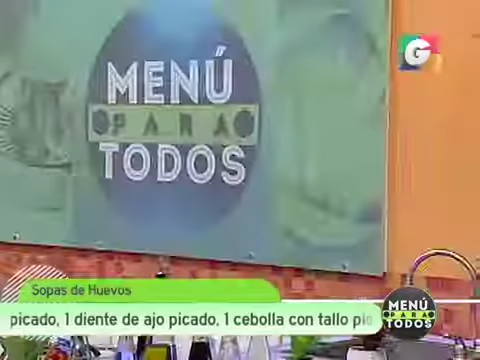 MENÚ
PARA
TODOS
G
Sopas de Huevos
picado, 1 diente de ajo picado, 1 cebolla con tallo pic
MENÚ
PARA
TODOS